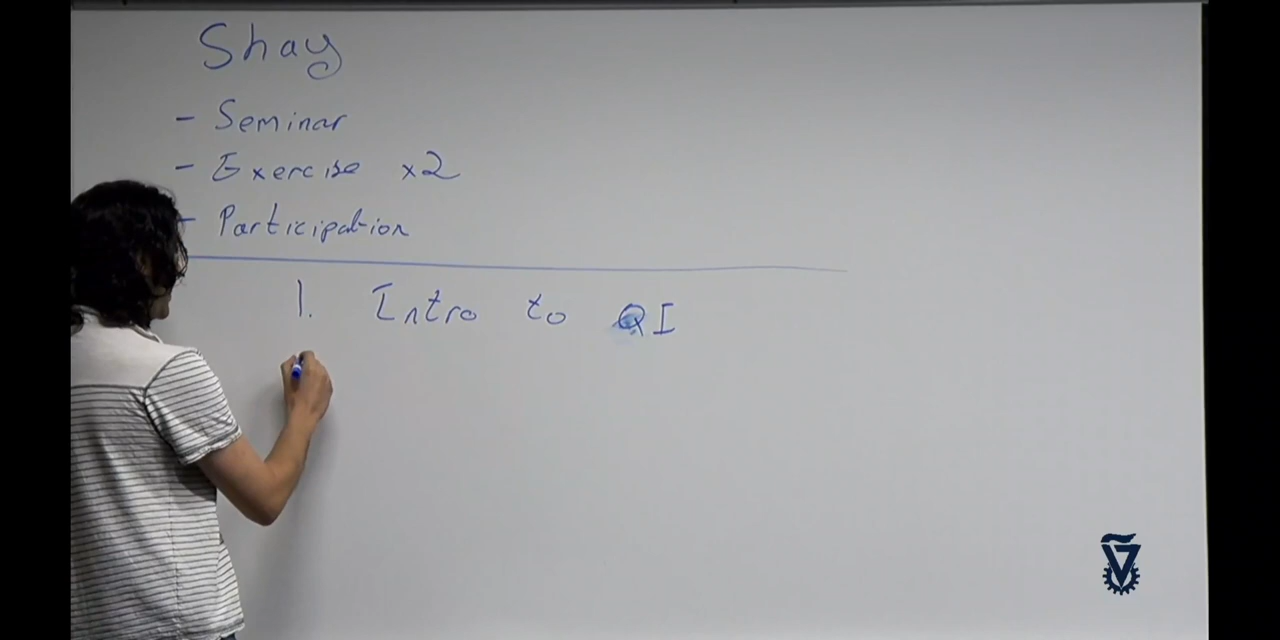 Shay
- Seminar
- Exercise x2
- Participation
1. Intro to QI